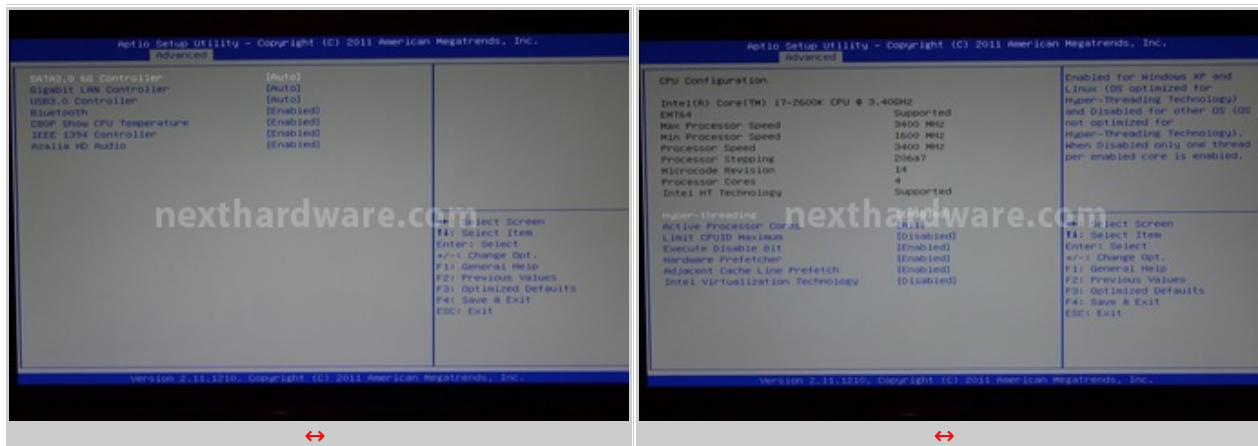 Aptio Setup Utility - Copyright (C) 2011 American Megatrends, Inc.
Advanced
SATA3.0 6G Controller [Auto]
Gigabit LAN Controller [Auto]
USB3.0 Controller [Auto]
Bluetooth [Enabled]
CBOP Show CPU Temperature [Enabled]
IEEE 1394 Controller [Enabled]
Azalia HD Audio [Enabled]
nexthardware.com
Select Screen
↑↓: Select Item
Enter: Select
+/-: Change Opt.
F1: General Help
F2: Previous Values
F3: Optimized Defaults
F4: Save & Exit
ESC: Exit
Version 2.11.1210. Copyright (C) 2011 American Megatrends, Inc.
Aptio Setup Utility - Copyright (C) 2011 American Megatrends, Inc.
Advanced
CPU Configuration
Intel(R) Core(TM) i7-2600K CPU @ 3.40GHz
EMT64 Supported
Max Processor Speed 3400 MHz
Min Processor Speed 1600 MHz
Processor Speed 3400 MHz
Processor Stepping 206a7
Microcode Revision 14
Processor Cores 4
Intel HT Technology Supported
Hyper-threading
Active Processor Cores [All]
Limit CPUID Maximum [Disabled]
Execute Disable Bit [Enabled]
Hardware Prefetcher [Enabled]
Adjacent Cache Line Prefetch [Enabled]
Intel Virtualization Technology [Disabled]
nexthardware.com
Enabled for Windows XP and
Linux (OS optimized for
Hyper-Threading Technology)
and Disabled for other OS (OS
not optimized for
Hyper-Threading Technology).
When Disabled only one thread
per enabled core is enabled.
Select Screen
↑↓: Select Item
Enter: Select
+/-: Change Opt.
F1: General Help
F2: Previous Values
F3: Optimized Defaults
F4: Save & Exit
ESC: Exit
Version 2.11.1210. Copyright (C) 2011 American Megatrends, Inc.